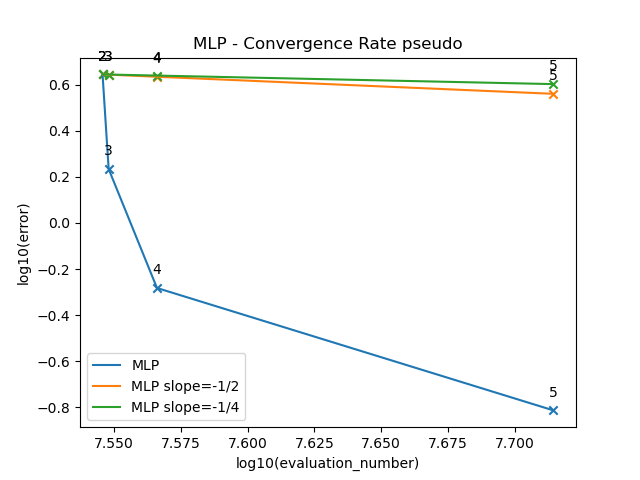 MLP - Convergence Rate pseudo
2 3 4 5
2 3 4 5
3
4
5
0.6
0.4
0.2
0.0
−0.2
−0.4
−0.6
−0.8
log10(error)
MLP
MLP slope=-1/2
MLP slope=-1/4
7.550 7.575 7.600 7.625 7.650 7.675 7.700
log10(evaluation_number)